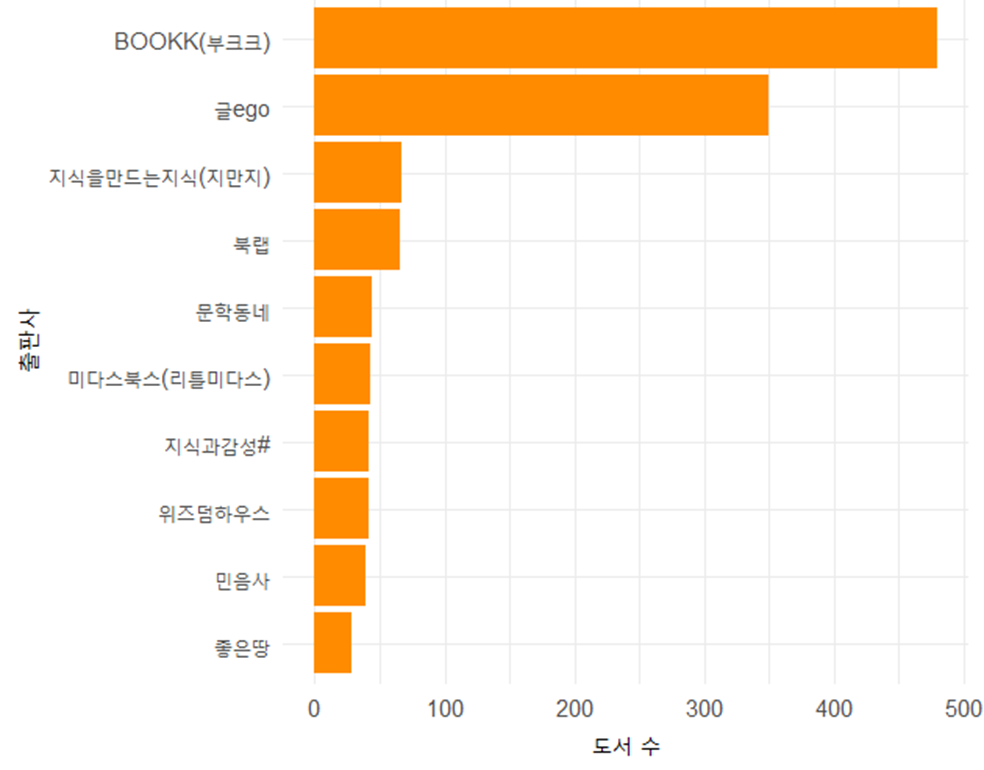 BOOKK(부크크)
글ego
지식을만드는지식(지만지)
북랩
문학동네
미다스북스(리틀미다스)
지식과감성#
위즈덤하우스
민음사
좋은땅
출판사
0 100 200 300 400 500
도서 수